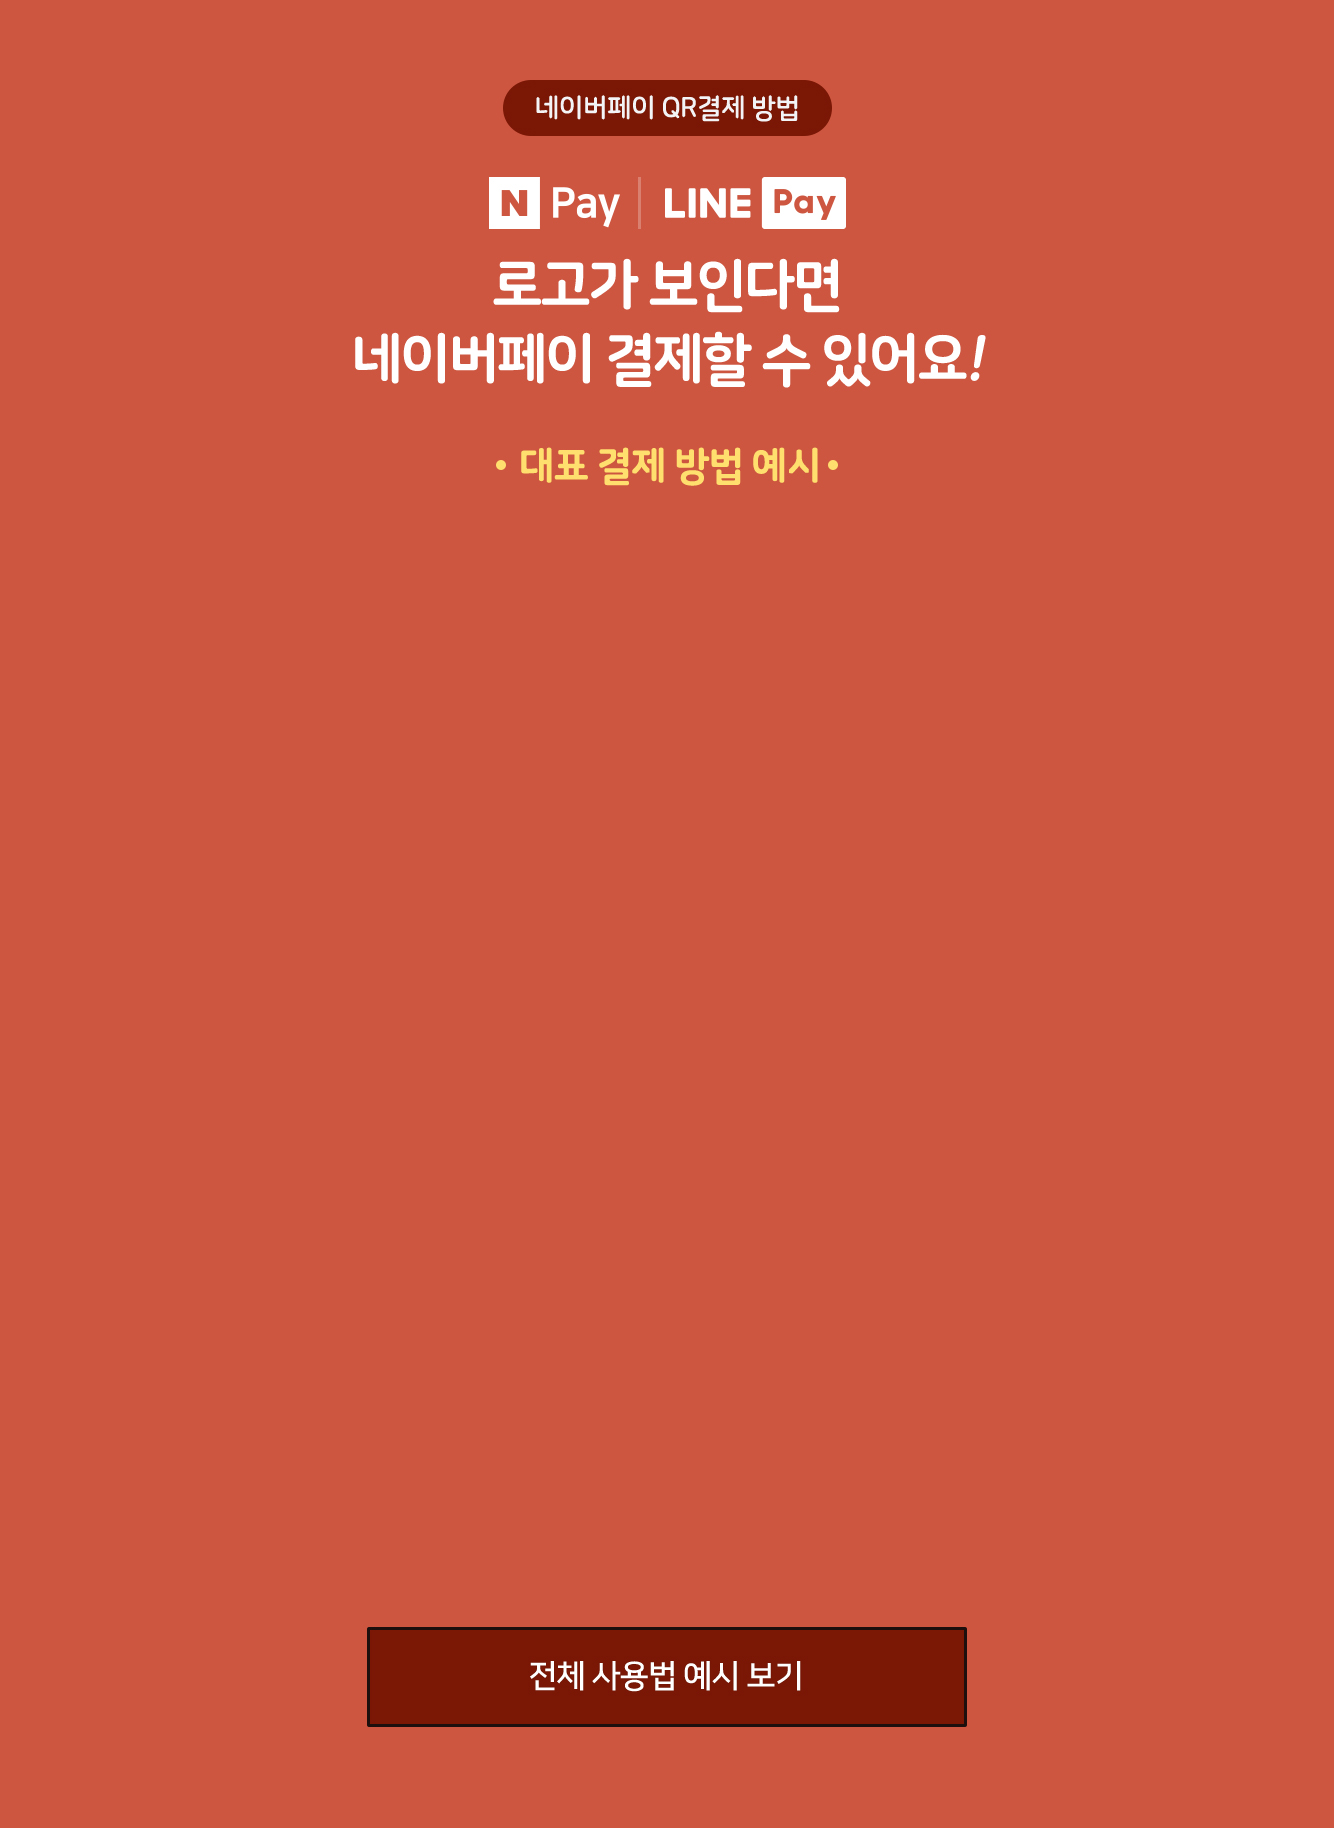 네이버페이 QR결제 방법
N Pay | LINE Pay
로고가 보인다면
네이버페이 결제할 수 있어요!
• 대표 결제 방법 예시 •
전체 사용법 예시 보기